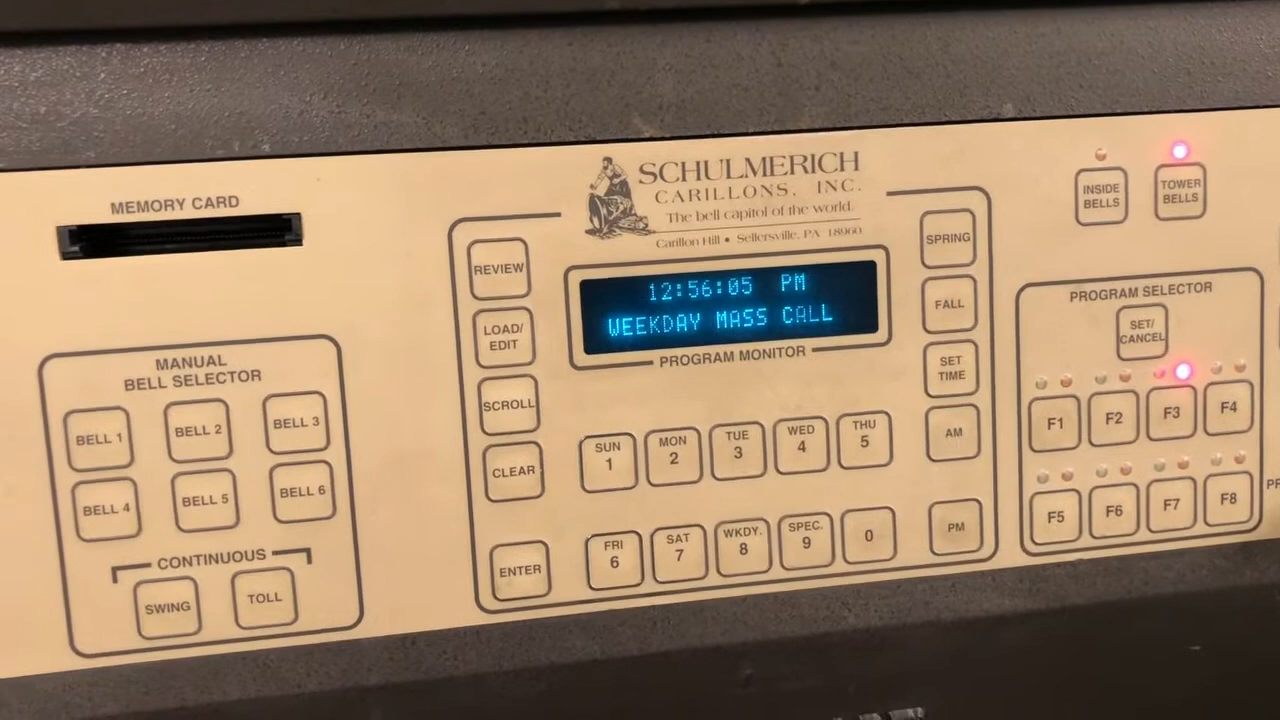 MEMORY CARD
MANUAL
BELL SELECTOR
BELL 1
BELL 2
BELL 3
BELL 4
BELL 5
BELL 6
CONTINUOUS
SWING
TOLL
SCHULMERICH
CARILLONS, INC.
The bell capitol of the world.
Carillon Hill • Sellersville, PA 18960
REVIEW
LOAD/
EDIT
SCROLL
CLEAR
ENTER
12:56:05 PM
WEEKDAY MASS CALL
PROGRAM MONITOR
SUN
1
MON
2
TUE
3
WED
4
THU
5
FRI
6
SAT
7
WKDY.
8
SPEC.
9
0
SPRING
FALL
SET
TIME
AM
PM
INSIDE
BELLS
TOWER
BELLS
PROGRAM SELECTOR
SET/
CANCEL
F1
F2
F3
F4
F5
F6
F7
F8